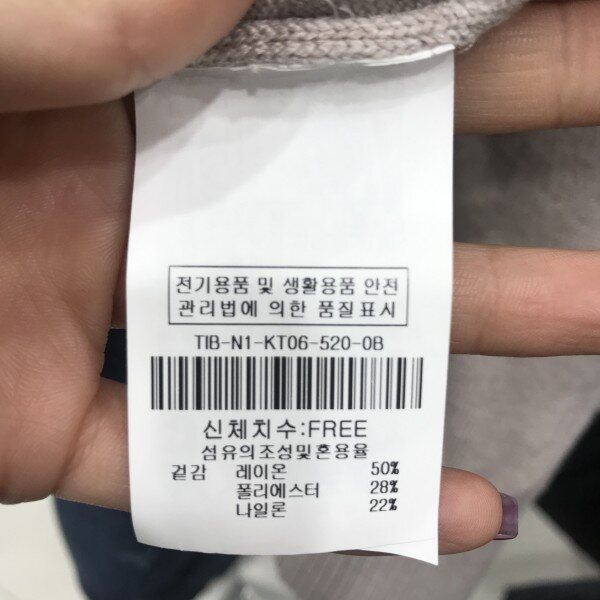 전기용품 및 생활용품 안전
관리법에 의한 품질표시
TIB-N1-KT06-520-0B
신체치수:FREE
섬유의조성및혼용율
겉감 레이온 50%
폴리에스터 28%
나일론 22%